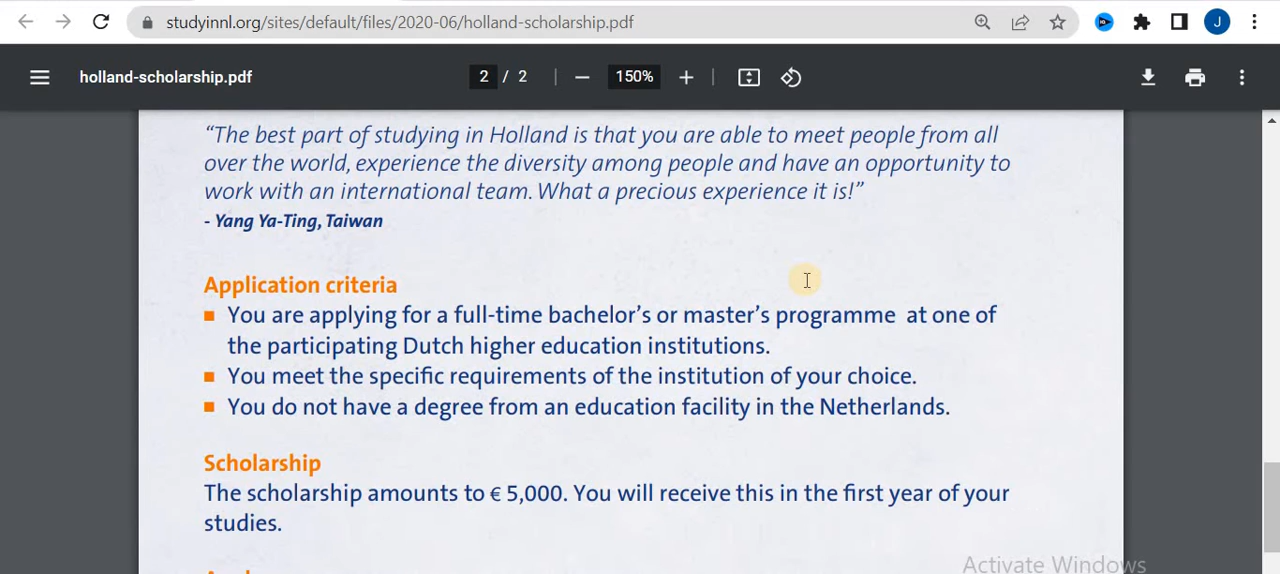 studyinnl.org/sites/default/files/2020-06/holland-scholarship.pdf
J
holland-scholarship.pdf
2 / 2
150%
“The best part of studying in Holland is that you are able to meet people from all
over the world, experience the diversity among people and have an opportunity to
work with an international team. What a precious experience it is!”
- Yang Ya-Ting, Taiwan
Application criteria
You are applying for a full-time bachelor’s or master’s programme at one of
the participating Dutch higher education institutions.
You meet the specific requirements of the institution of your choice.
You do not have a degree from an education facility in the Netherlands.
Scholarship
The scholarship amounts to € 5,000. You will receive this in the first year of your
studies.
Activate Windows